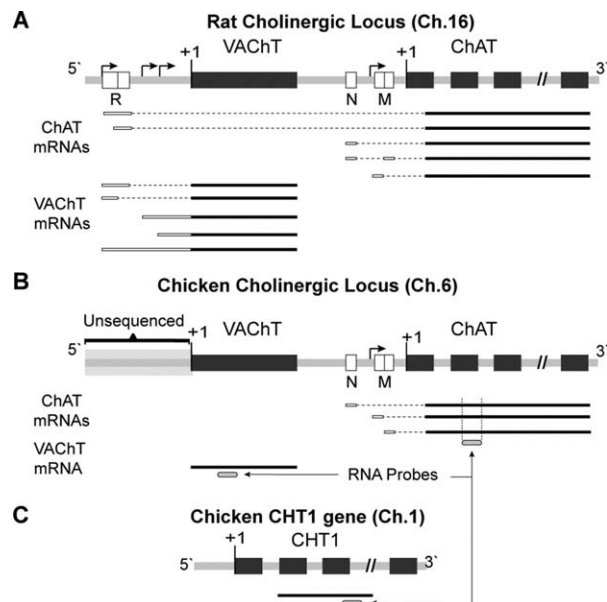 A
Rat Cholinergic Locus (Ch.16)
+1 VAChT +1 ChAT
5` 3`
R N M
ChAT
mRNAs
VAChT
mRNAs
B
Chicken Cholinergic Locus (Ch.6)
Unsequenced
+1 VAChT +1 ChAT
5` 3`
//
N M
ChAT
mRNAs
VAChT
mRNA
RNA Probes
C
Chicken CHT1 gene (Ch.1)
+1 CHT1
5` 3`
//